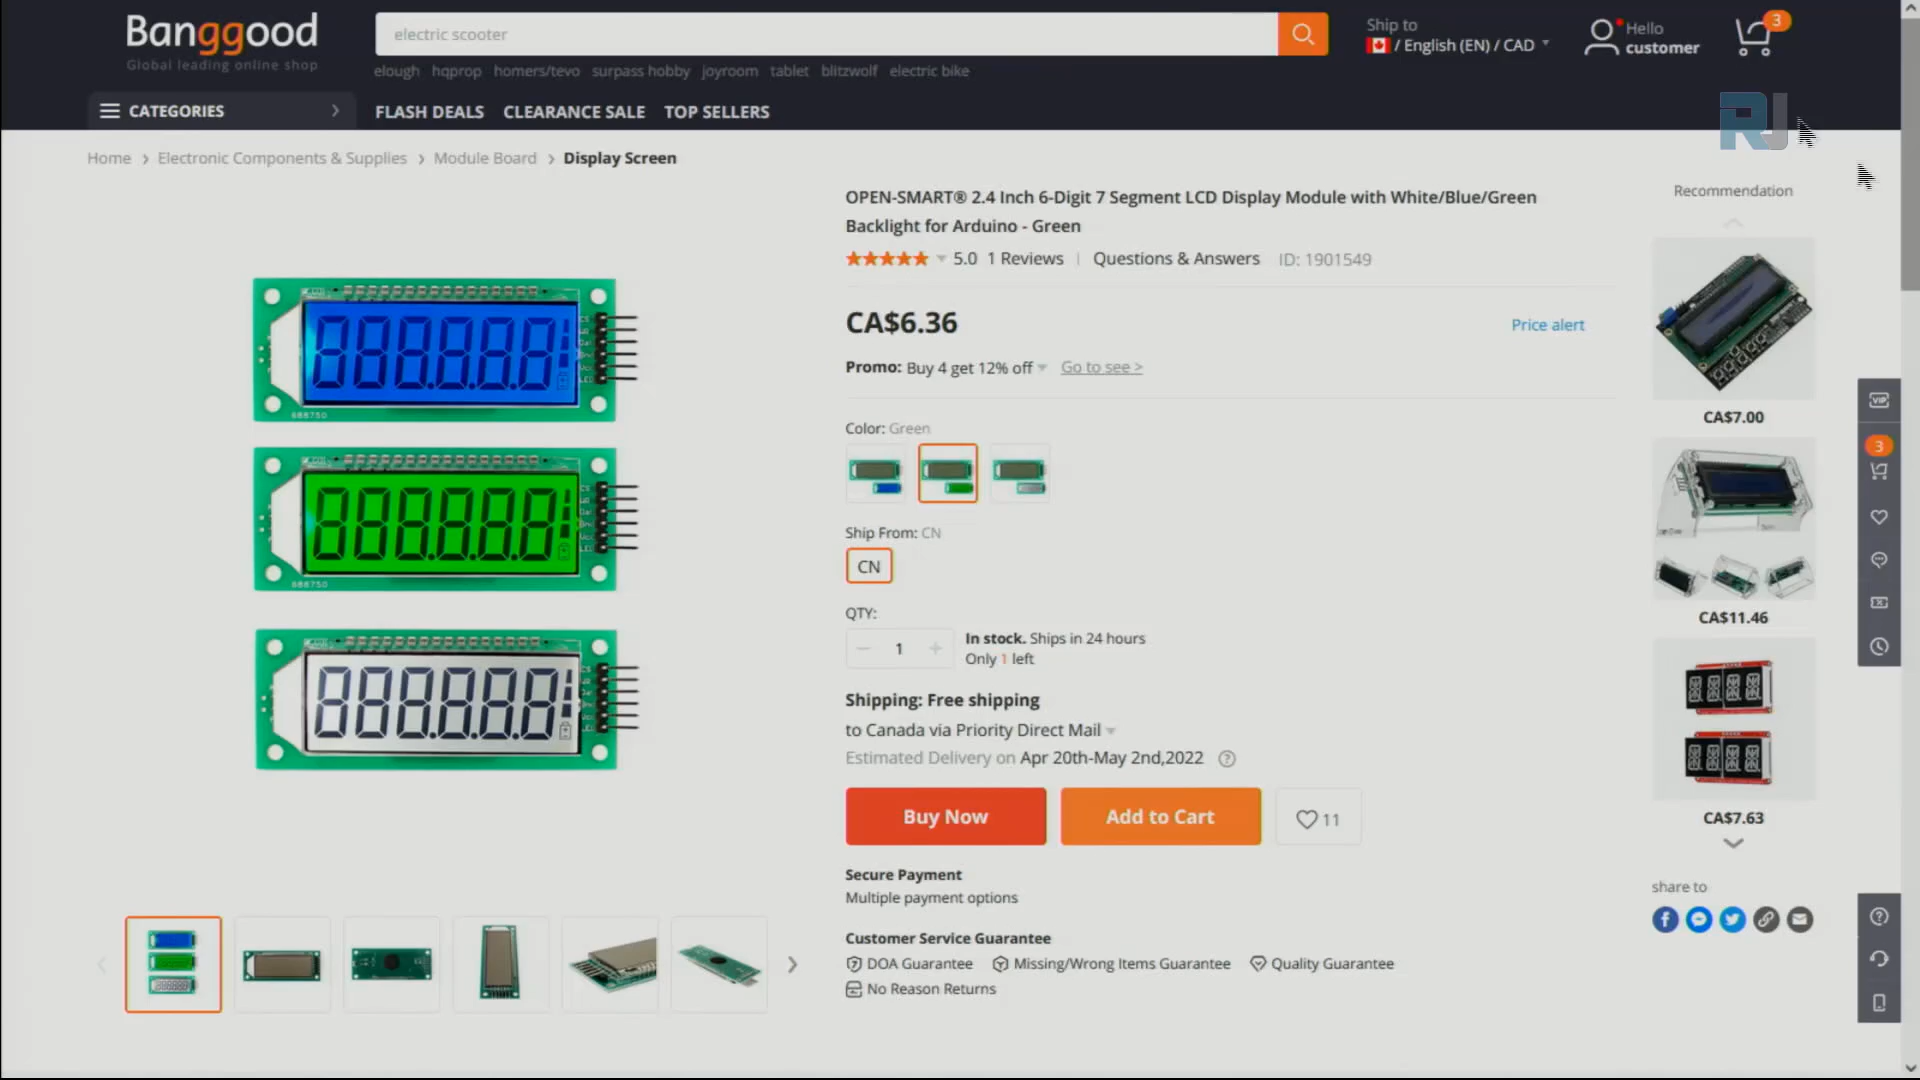 Banggood
Global leading online shop
electric scooter
Ship to
/ English (EN) / CAD
Hello
customer
3
elough hqprop homers/tevo surpass hobby joyroom tablet blitzwolf electric bike
CATEGORIES
FLASH DEALS CLEARANCE SALE TOP SELLERS
RJ
Home > Electronic Components & Supplies > Module Board > Display Screen
OPEN-SMART® 2.4 Inch 6-Digit 7 Segment LCD Display Module with White/Blue/Green
Backlight for Arduino - Green
5.0 1 Reviews | Questions & Answers ID: 1901549
CA$6.36
Price alert
Promo: Buy 4 get 12% off Go to see >
Color: Green
Ship From: CN
CN
QTY:
1
In stock. Ships in 24 hours
Only 1 left
Shipping: Free shipping
to Canada via Priority Direct Mail
Estimated Delivery on Apr 20th-May 2nd,2022
Buy Now
Add to Cart
11
Secure Payment
Multiple payment options
Customer Service Guarantee
DOA Guarantee Missing/Wrong Items Guarantee Quality Guarantee
No Reason Returns
Recommendation
CA$7.00
CA$11.46
CA$7.63
share to
VIP
3